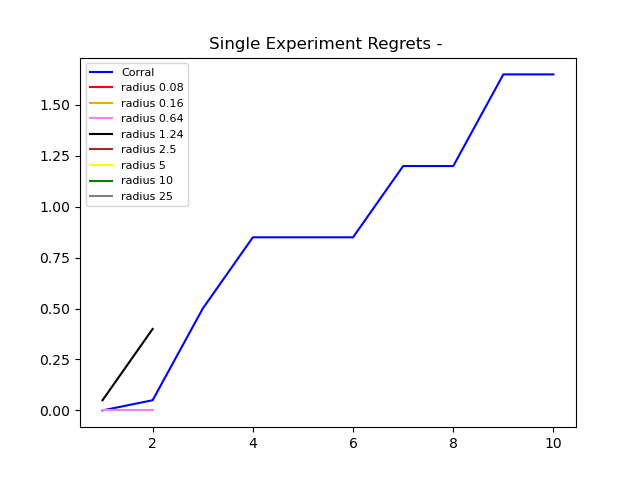 Single Experiment Regrets -
Corral
radius 0.08
radius 0.16
radius 0.64
radius 1.24
radius 2.5
radius 5
radius 10
radius 25
1.50
1.25
1.00
0.75
0.50
0.25
0.00
2 4 6 8 10